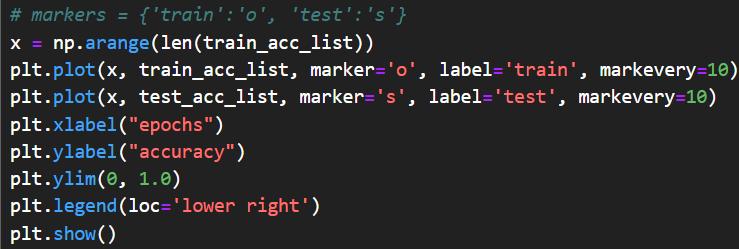 # markers = {'train':'o', 'test':'s'}
x = np.arange(len(train_acc_list))
plt.plot(x, train_acc_list, marker='o', label='train', markevery=10)
plt.plot(x, test_acc_list, marker='s', label='test', markevery=10)
plt.xlabel("epochs")
plt.ylabel("accuracy")
plt.ylim(0, 1.0)
plt.legend(loc='lower right')
plt.show()